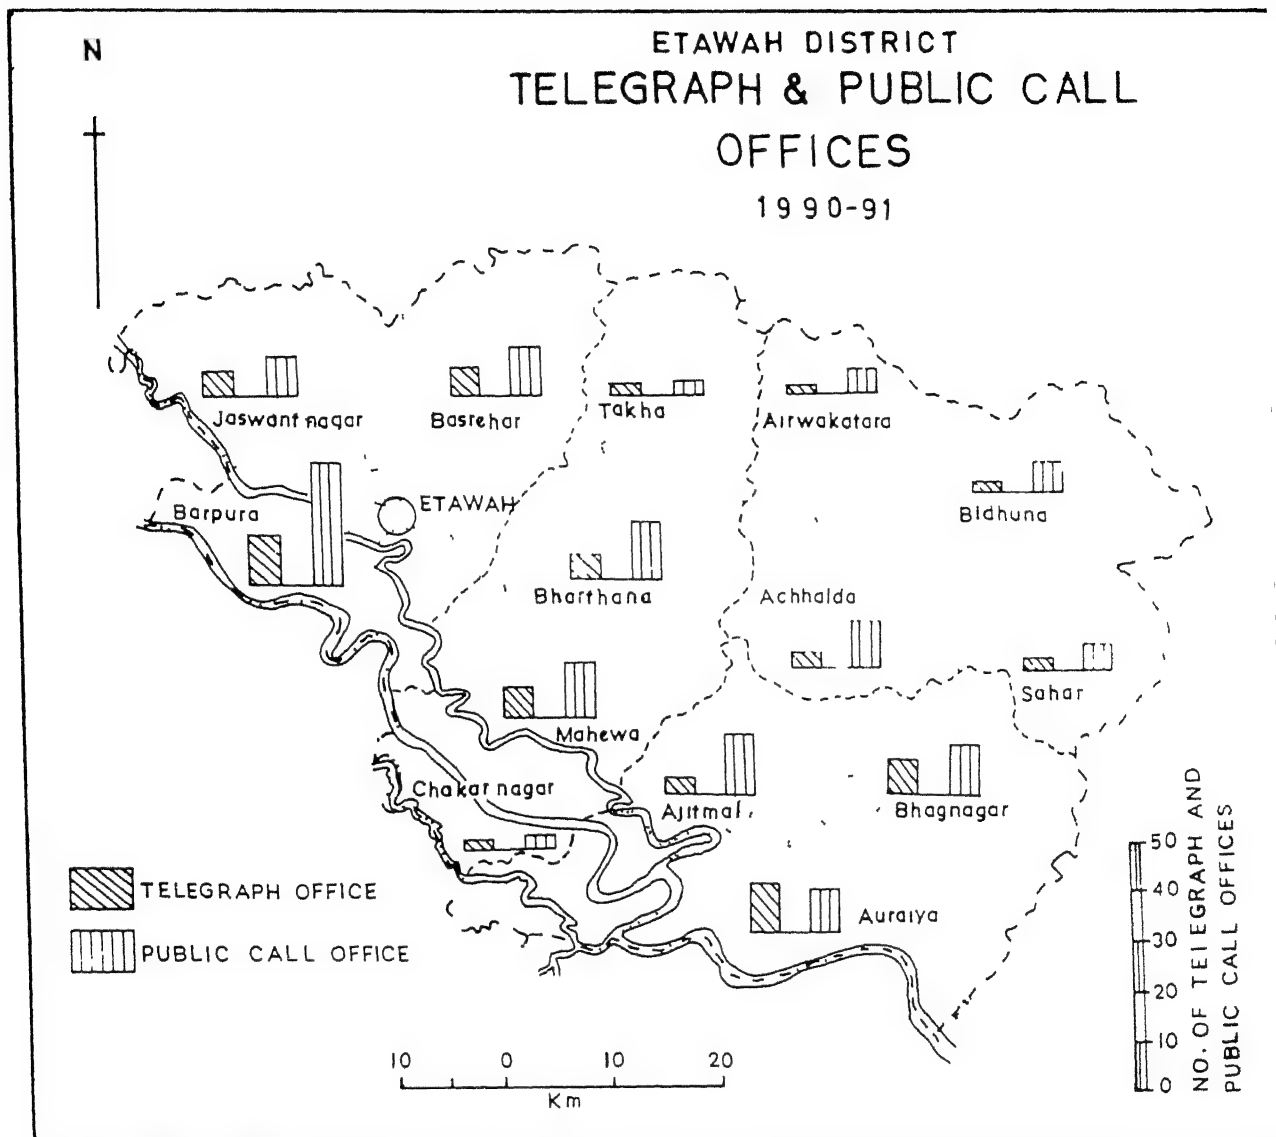 N
ETAWAH DISTRICT
TELEGRAPH & PUBLIC CALL
OFFICES
1990-91
Jaswant nagar
Basrehar
Takha
Airwakatara
Barpura
ETAWAH
Bidhuna
Bharthana
Achhalda
Sahar
Mahewa
Chakar nagar
Ajitmal
Bhagnagar
Auraiya
TELEGRAPH OFFICE
PUBLIC CALL OFFICE
10 0 10 20
Km
50
40
30
20
10
0
NO. OF TELEGRAPH AND
PUBLIC CALL OFFICES